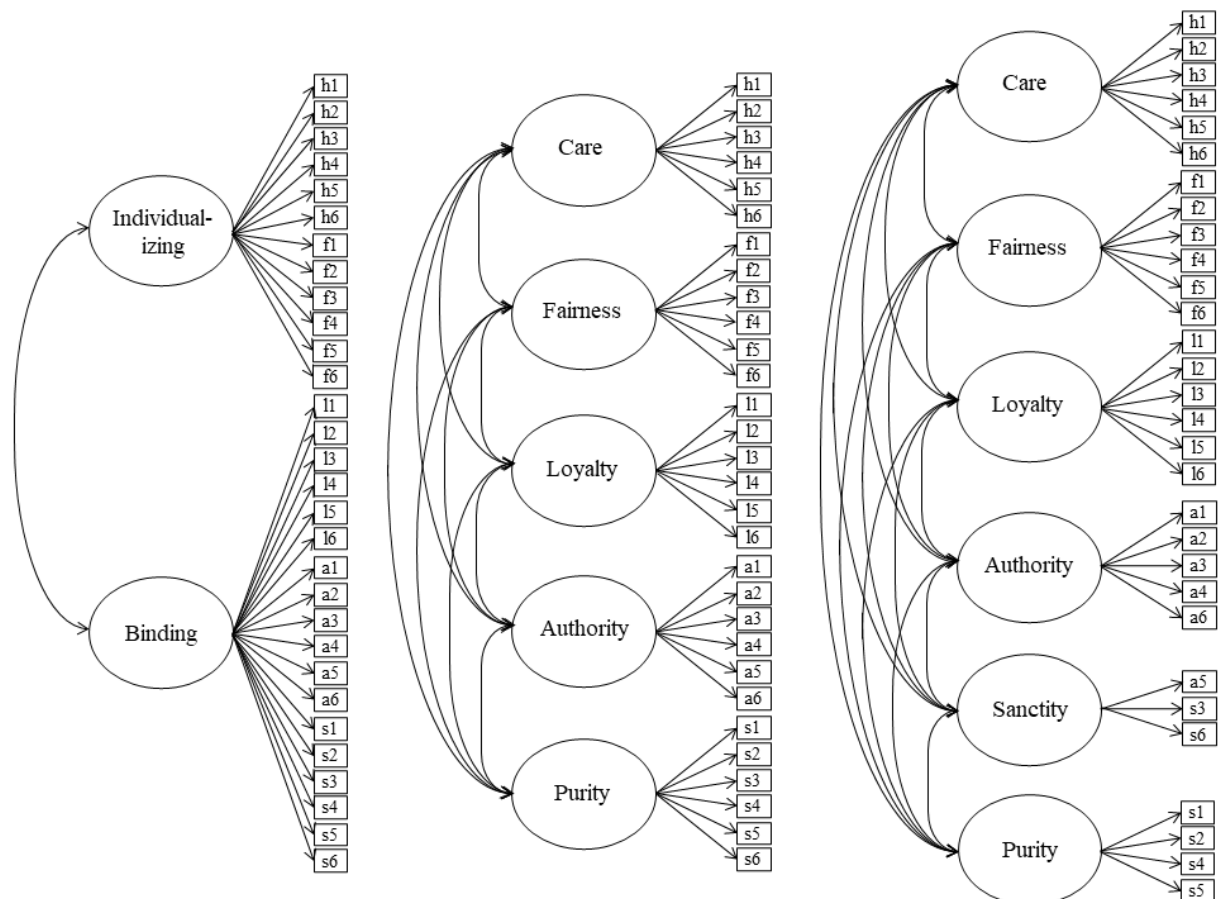 Individual-
izing
Binding
h1
h2
h3
h4
h5
h6
f1
f2
f3
f4
f5
f6
l1
l2
l3
l4
l5
l6
a1
a2
a3
a4
a5
a6
s1
s2
s3
s4
s5
s6
Care
Fairness
Loyalty
Authority
Purity
h1
h2
h3
h4
h5
h6
f1
f2
f3
f4
f5
f6
l1
l2
l3
l4
l5
l6
a1
a2
a3
a4
a5
a6
s1
s2
s3
s4
s5
s6
Care
Fairness
Loyalty
Authority
Sanctity
Purity
h1
h2
h3
h4
h5
h6
f1
f2
f3
f4
f5
f6
l1
l2
l3
l4
l5
l6
a1
a2
a3
a4
a6
a5
s3
s6
s1
s2
s4
s5